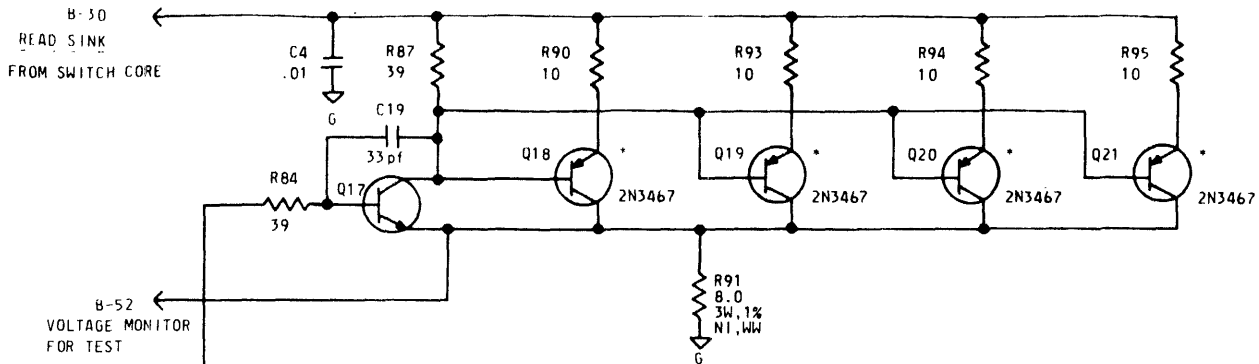 B-30
READ SINK
FROM SWITCH CORE
C4
.01
G
R87
39
C19
33pf
R84
39
Q17
R90
10
Q18
*
2N3467
R93
10
Q19
*
2N3467
R94
10
Q20
*
2N3467
R95
10
Q21
*
2N3467
R91
8.0
3W,1%
NI,WW
G
B-52
VOLTAGE MONITOR
FOR TEST